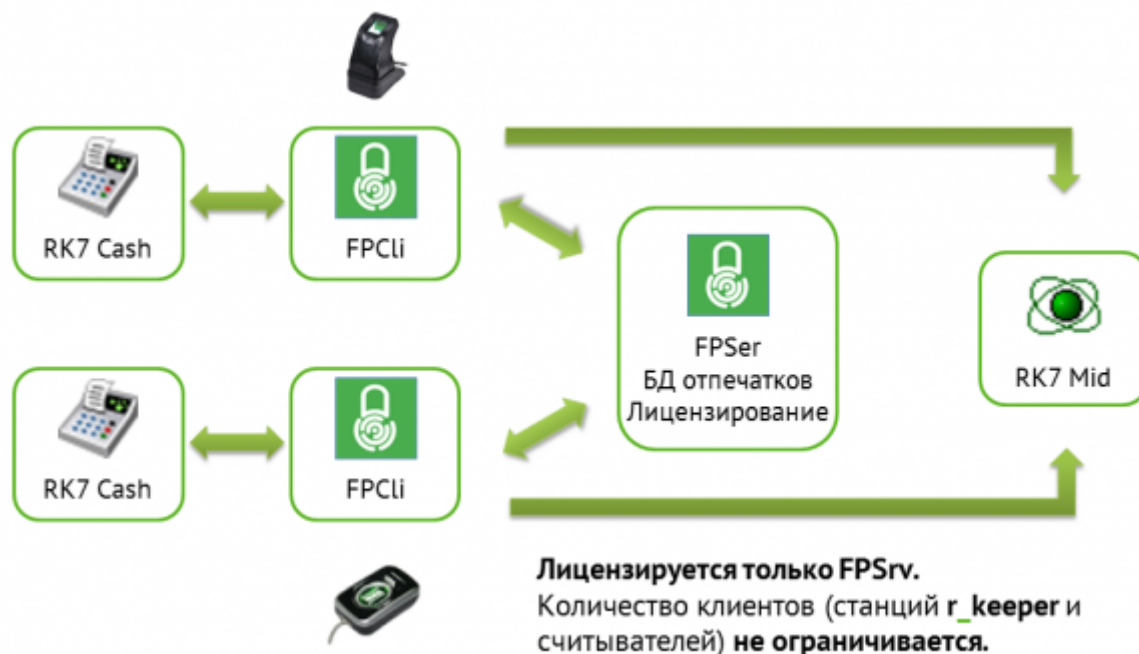 RK7 Cash
FPCli
FPSer
БД отпечатков
Лицензирование
RK7 Mid
RK7 Cash
FPCli
Лицензируется только FPSrv.
Количество клиентов (станций r_keeper и
считывателей) не ограничивается.